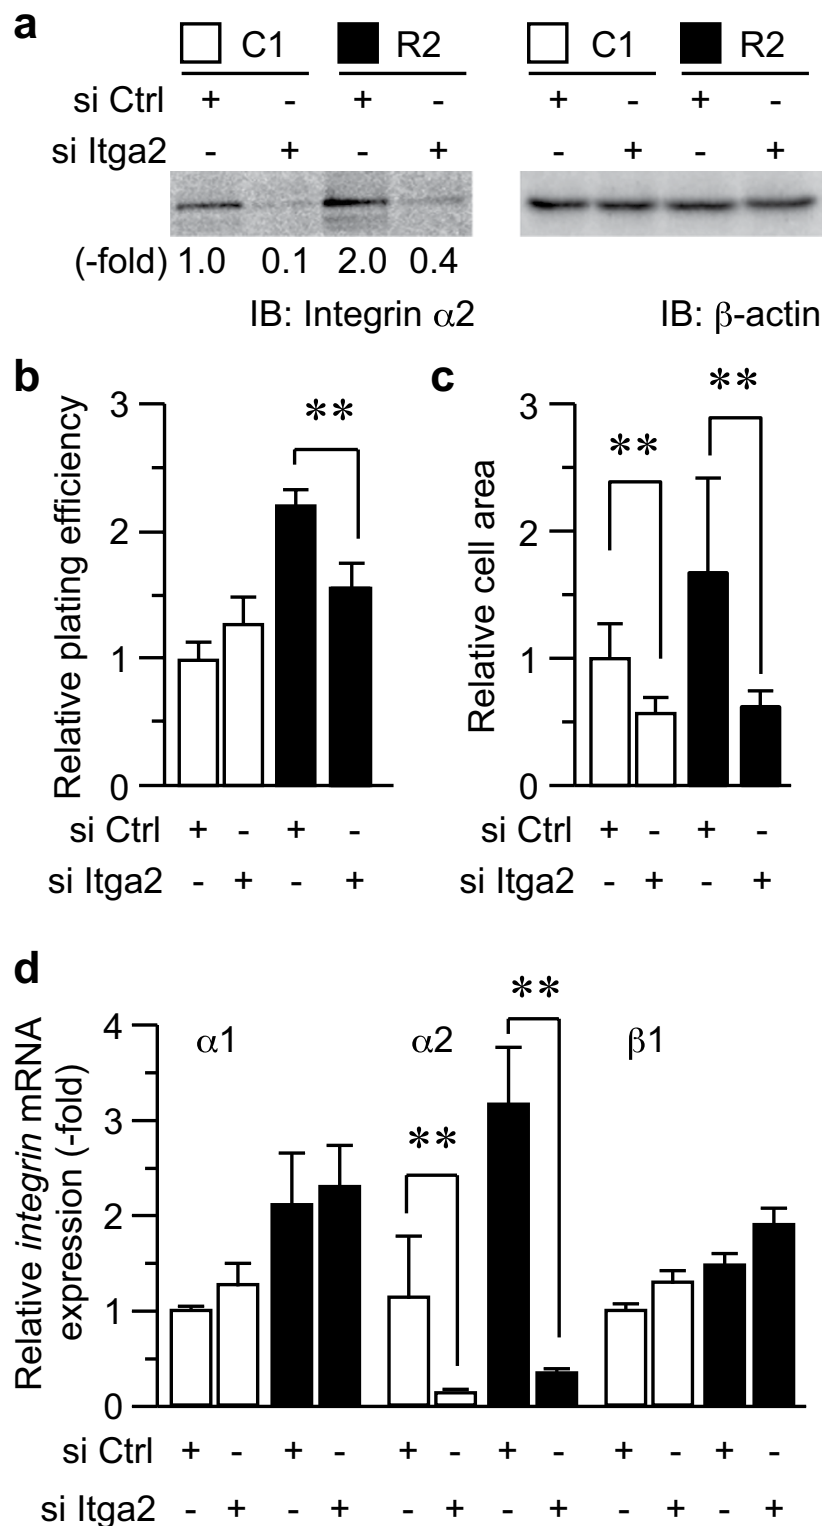 a
C1 R2 C1 R2
si Ctrl + - + - + - + -
si Itga2 - + - + - + - +
(-fold) 1.0 0.1 2.0 0.4
IB: Integrin α2 IB: β-actin
b
Relative plating efficiency
3
2
1
0
**
si Ctrl + - + -
si Itga2 - + - +
c
Relative cell area
3
2
1
0
**
**
si Ctrl + - + -
si Itga2 - + - +
d
Relative integrin mRNA
expression (-fold)
4
3
2
1
0
α1 α2 β1
**
**
si Ctrl + - + - + - + - + - + -
si Itga2 - + - + - + - + - + - +